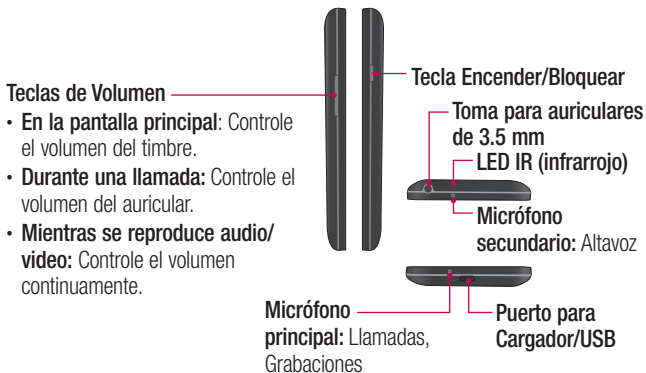 Teclas de Volumen
• En la pantalla principal: Controle
el volumen del timbre.
• Durante una llamada: Controle el
volumen del auricular.
• Mientras se reproduce audio/
video: Controle el volumen
continuamente.
Tecla Encender/Bloquear
Toma para auriculares
de 3.5 mm
LED IR (infrarrojo)
Micrófono
secundario: Altavoz
Micrófono
principal: Llamadas,
Grabaciones
Puerto para
Cargador/USB